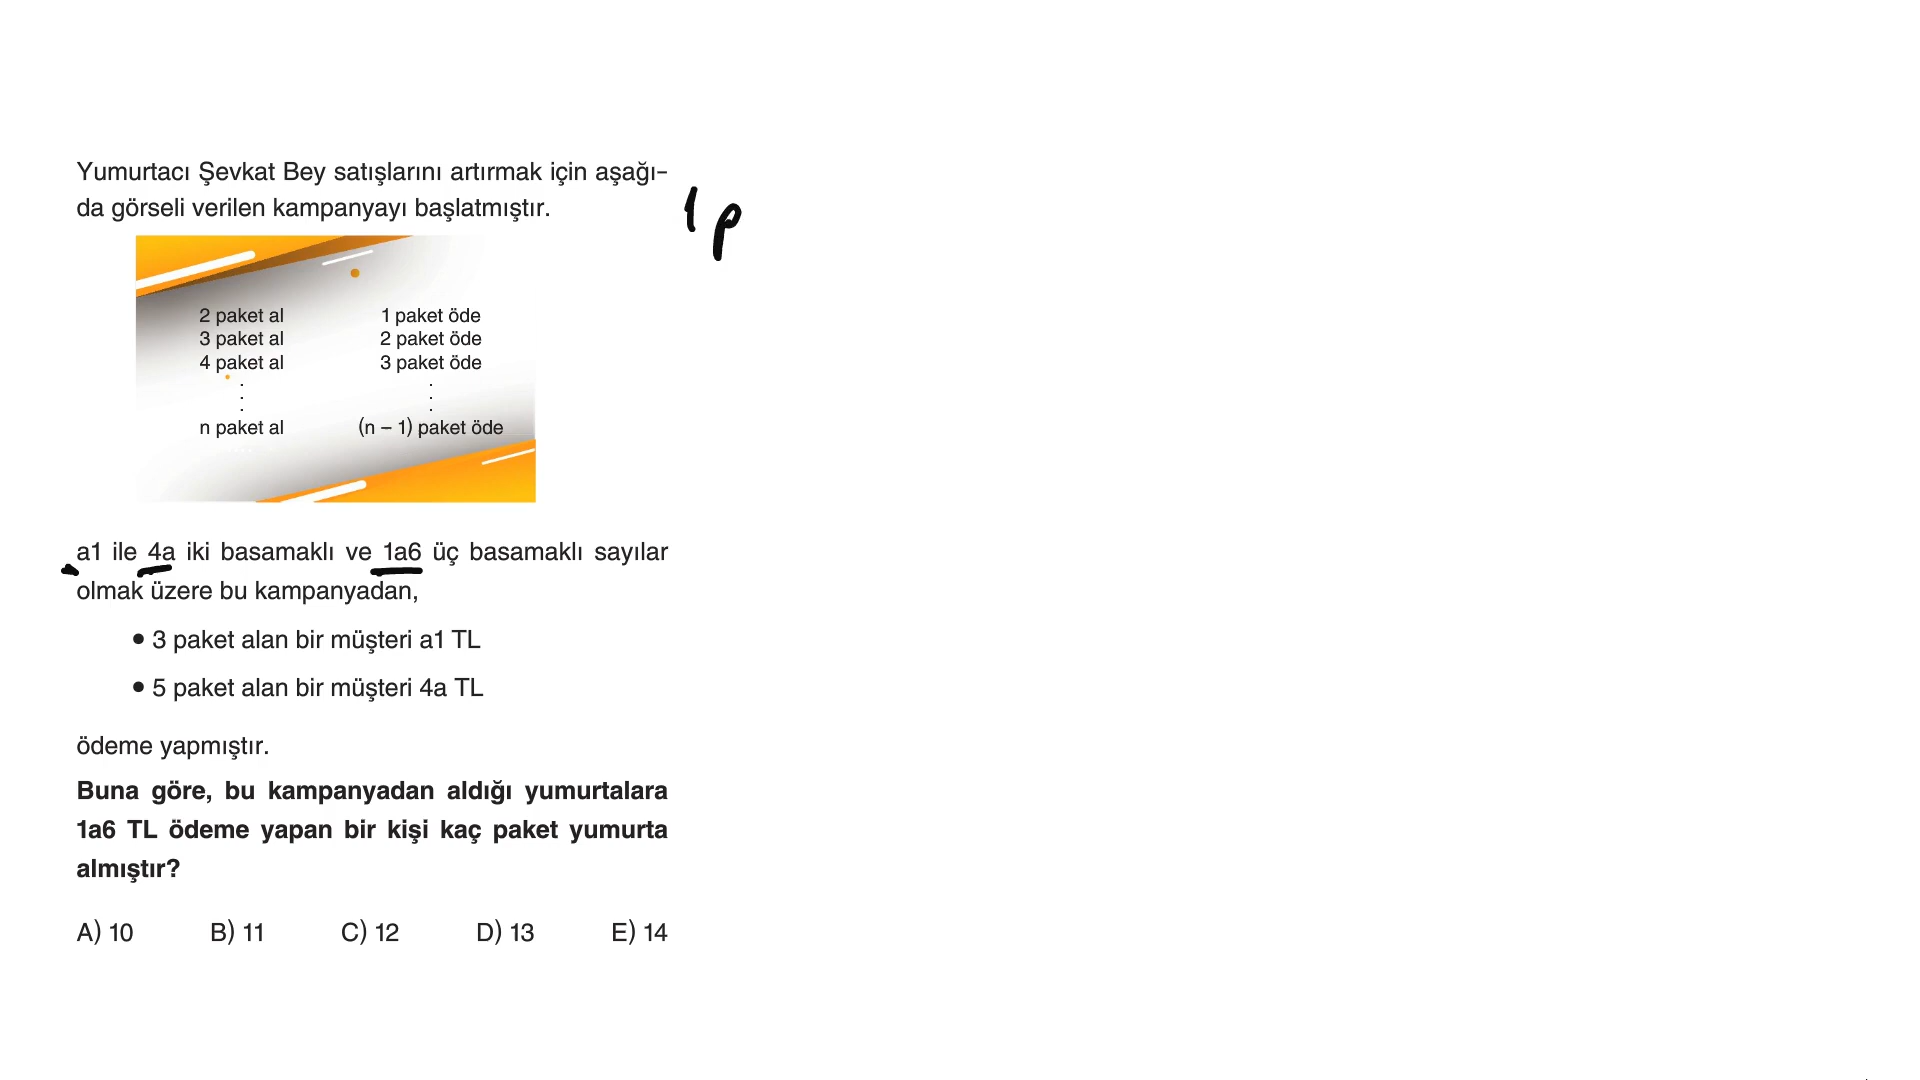 Yumurtacı Şevkat Bey satışlarını artırmak için aşağı-
da görseli verilen kampanyayı başlatmıştır.
1 p
2 paket al 1 paket öde
3 paket al 2 paket öde
4 paket al 3 paket öde
. .
. .
. .
n paket al (n – 1) paket öde
a1 ile 4a iki basamaklı ve 1a6 üç basamaklı sayılar
olmak üzere bu kampanyadan,
• 3 paket alan bir müşteri a1 TL
• 5 paket alan bir müşteri 4a TL
ödeme yapmıştır.
Buna göre, bu kampanyadan aldığı yumurtalara
1a6 TL ödeme yapan bir kişi kaç paket yumurta
almıştır?
A) 10 B) 11 C) 12 D) 13 E) 14